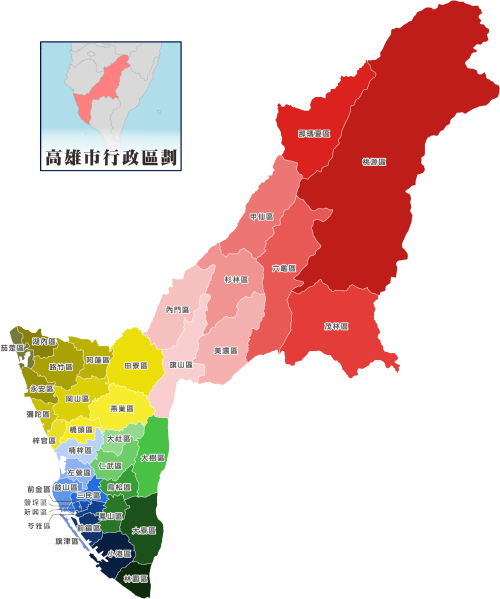 高雄市行政區劃
那瑪夏區
桃源區
甲仙區
六龜區
杉林區
內門區
茂林區
美濃區
旗山區
湖內區
茄萣區
路竹區
阿蓮區
田寮區
永安區
岡山區
燕巢區
彌陀區
橋頭區
梓官區
大社區
楠梓區
大樹區
仁武區
左營區
鼓山區
鳥松區
前金區
三民區
鹽埕區
新興區
鳳山區
苓雅區
前鎮區
大寮區
旗津區
小港區
林園區